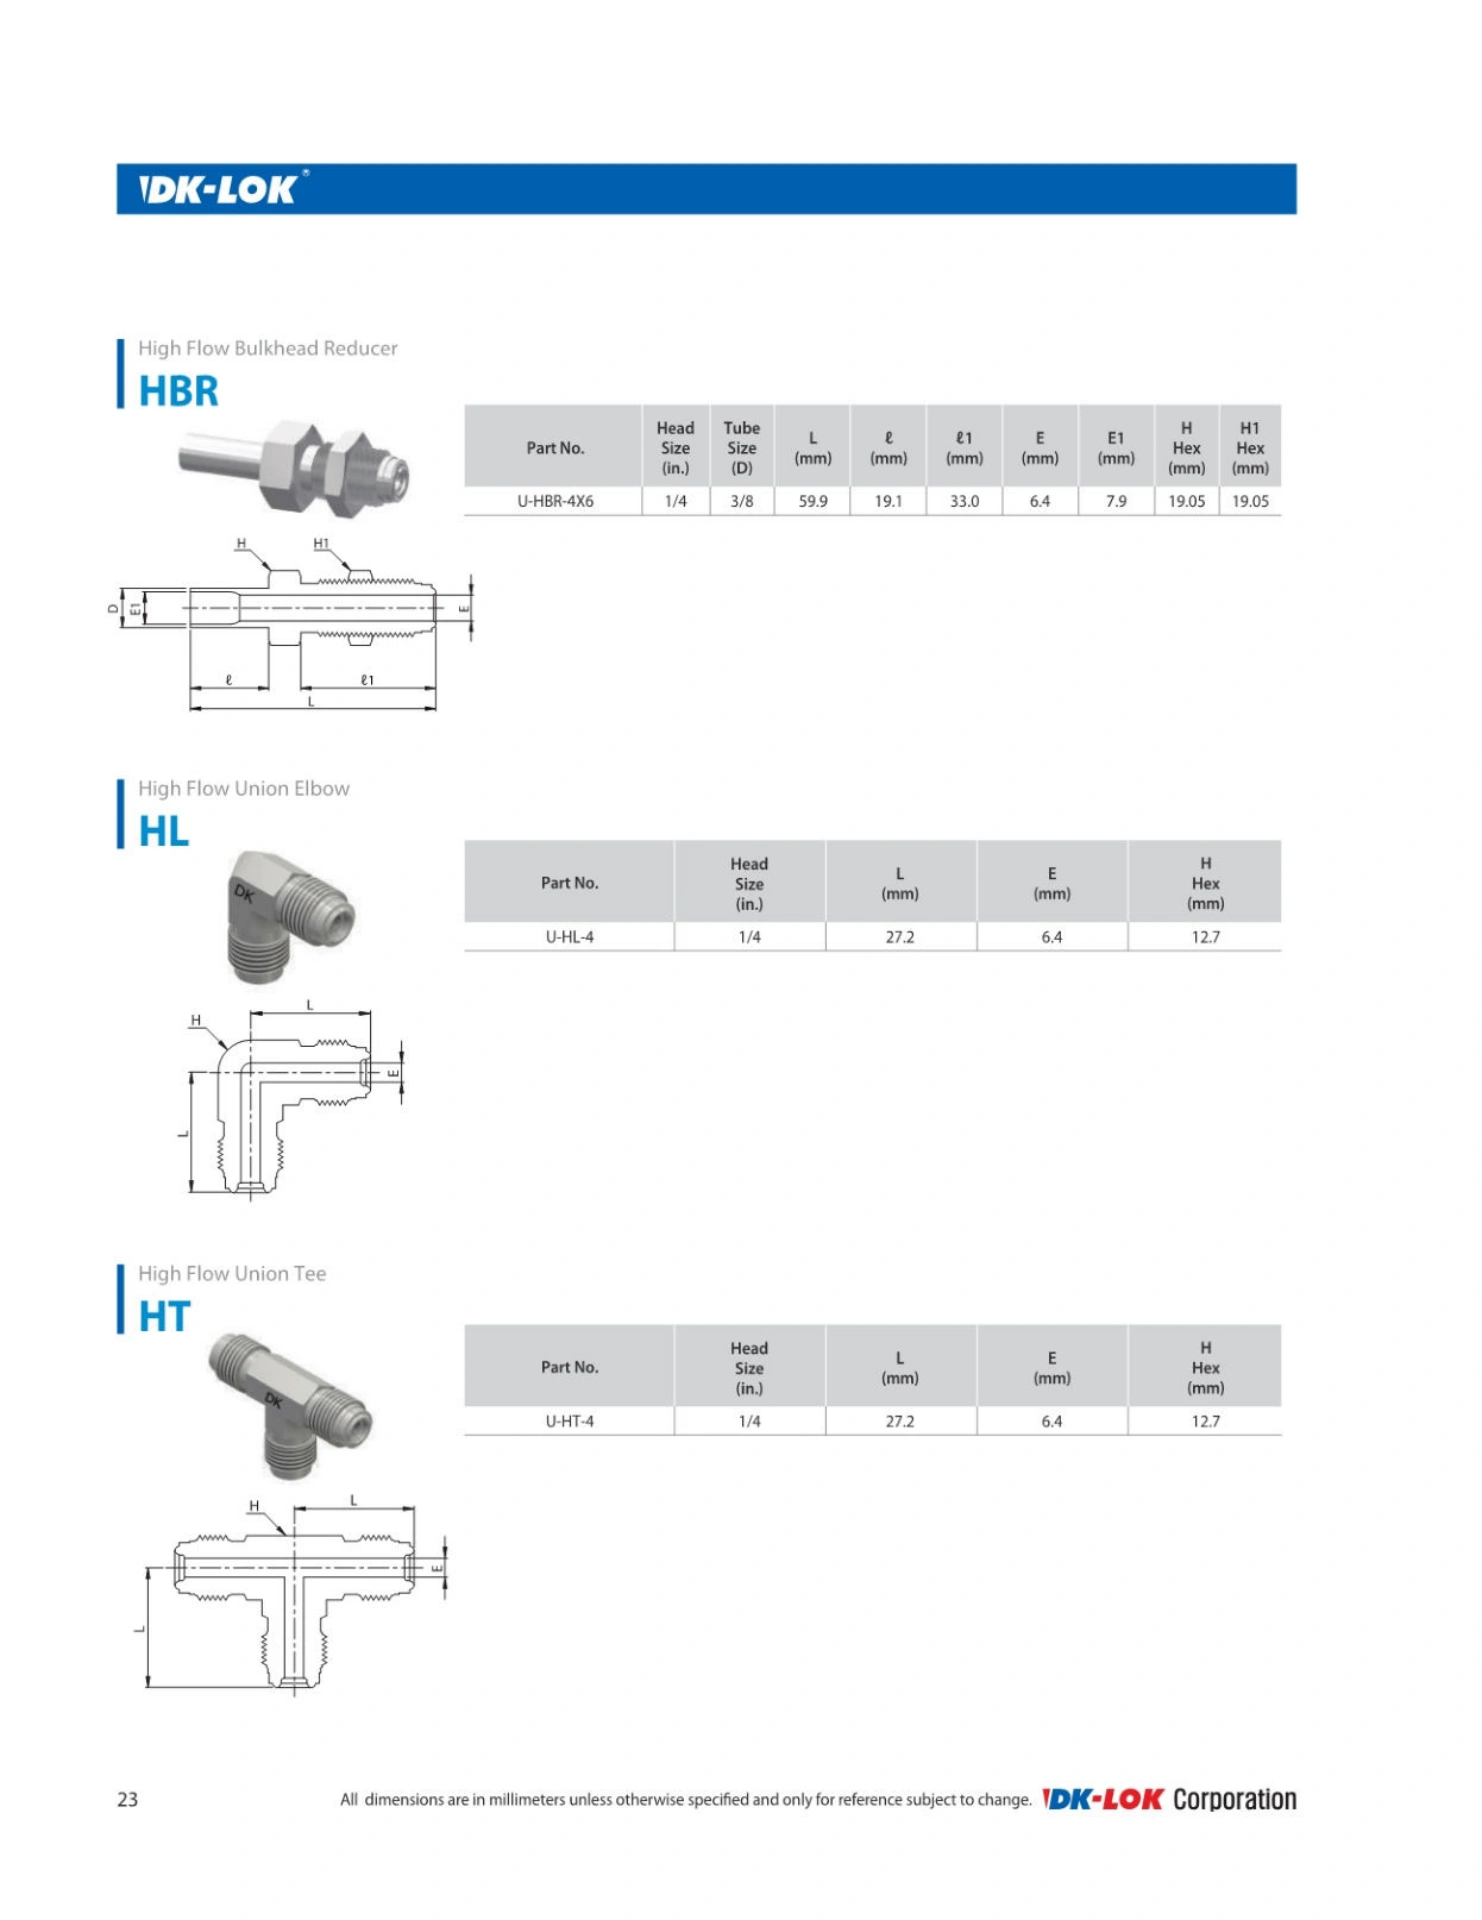 DK-LOK®
High Flow Bulkhead Reducer
HBR
Part No. Head Size (in.) Tube Size (D) L (mm) ℓ (mm) ℓ1 (mm) E (mm) E1 (mm) H Hex (mm) H1 Hex (mm)
U-HBR-4X6 1/4 3/8 59.9 19.1 33.0 6.4 7.9 19.05 19.05
H H1
D E1 E
ℓ ℓ1
L
High Flow Union Elbow
HL
Part No. Head Size (in.) L (mm) E (mm) H Hex (mm)
U-HL-4 1/4 27.2 6.4 12.7
DK
L
H
E
L
High Flow Union Tee
HT
Part No. Head Size (in.) L (mm) E (mm) H Hex (mm)
U-HT-4 1/4 27.2 6.4 12.7
DK
H L
E
L
23 All dimensions are in millimeters unless otherwise specified and only for reference subject to change. DK-LOK Corporation